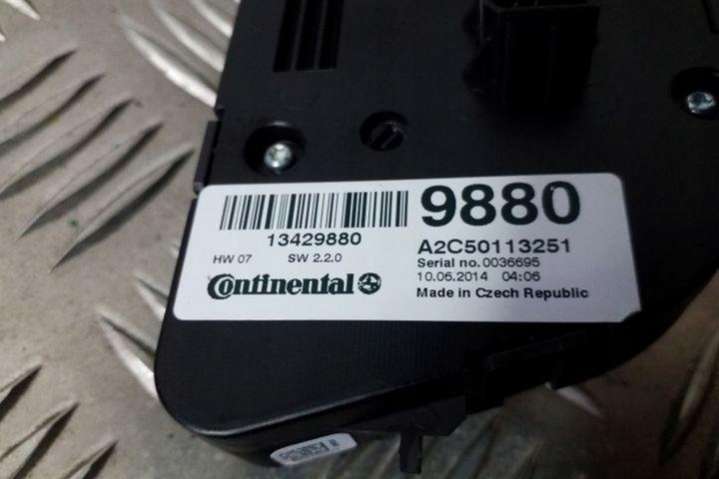 9880
13429880
A2C50113251
HW 07 SW 2.2.0
Serial no. 0036695
10.06.2014 04:06
Continental
Made in Czech Republic